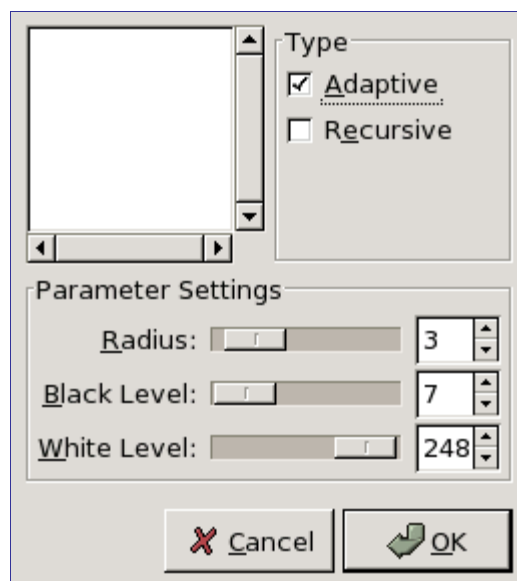 Type
Adaptive
Recursive
Parameter Settings
Radius: 3
Black Level: 7
White Level: 248
Cancel OK